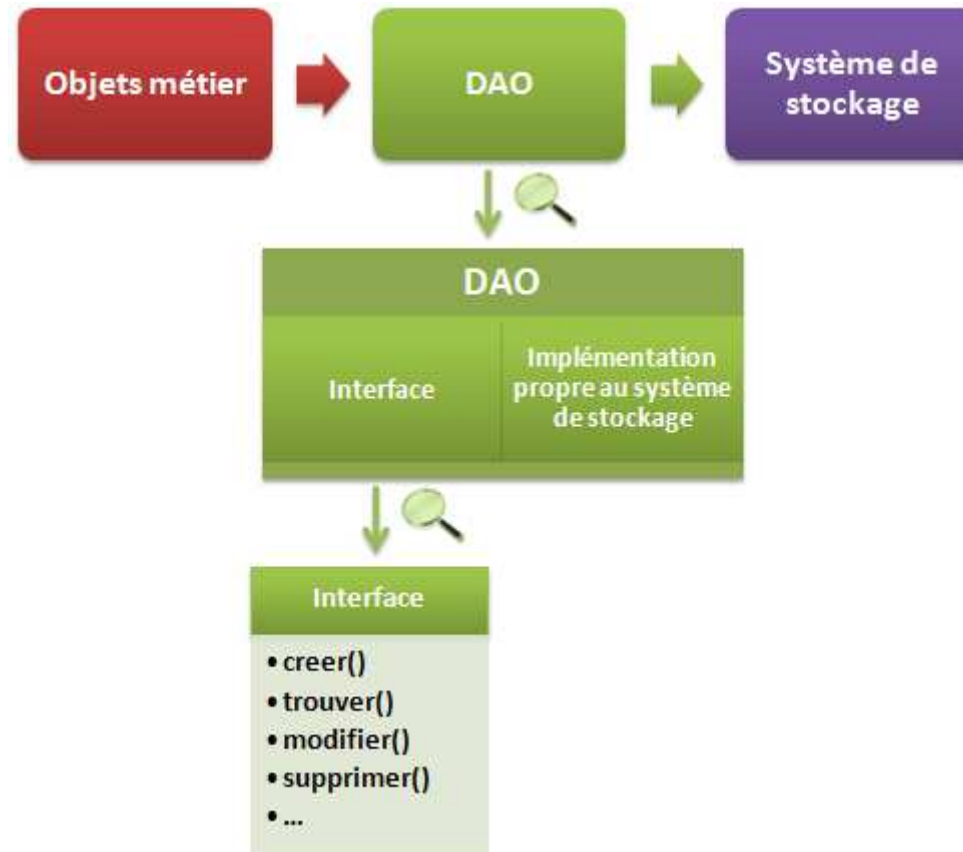 Objets métier
DAO
Système de
stockage
DAO
Interface
Implémentation
propre au système
de stockage
Interface
• creer()
• trouver()
• modifier()
• supprimer()
• ...